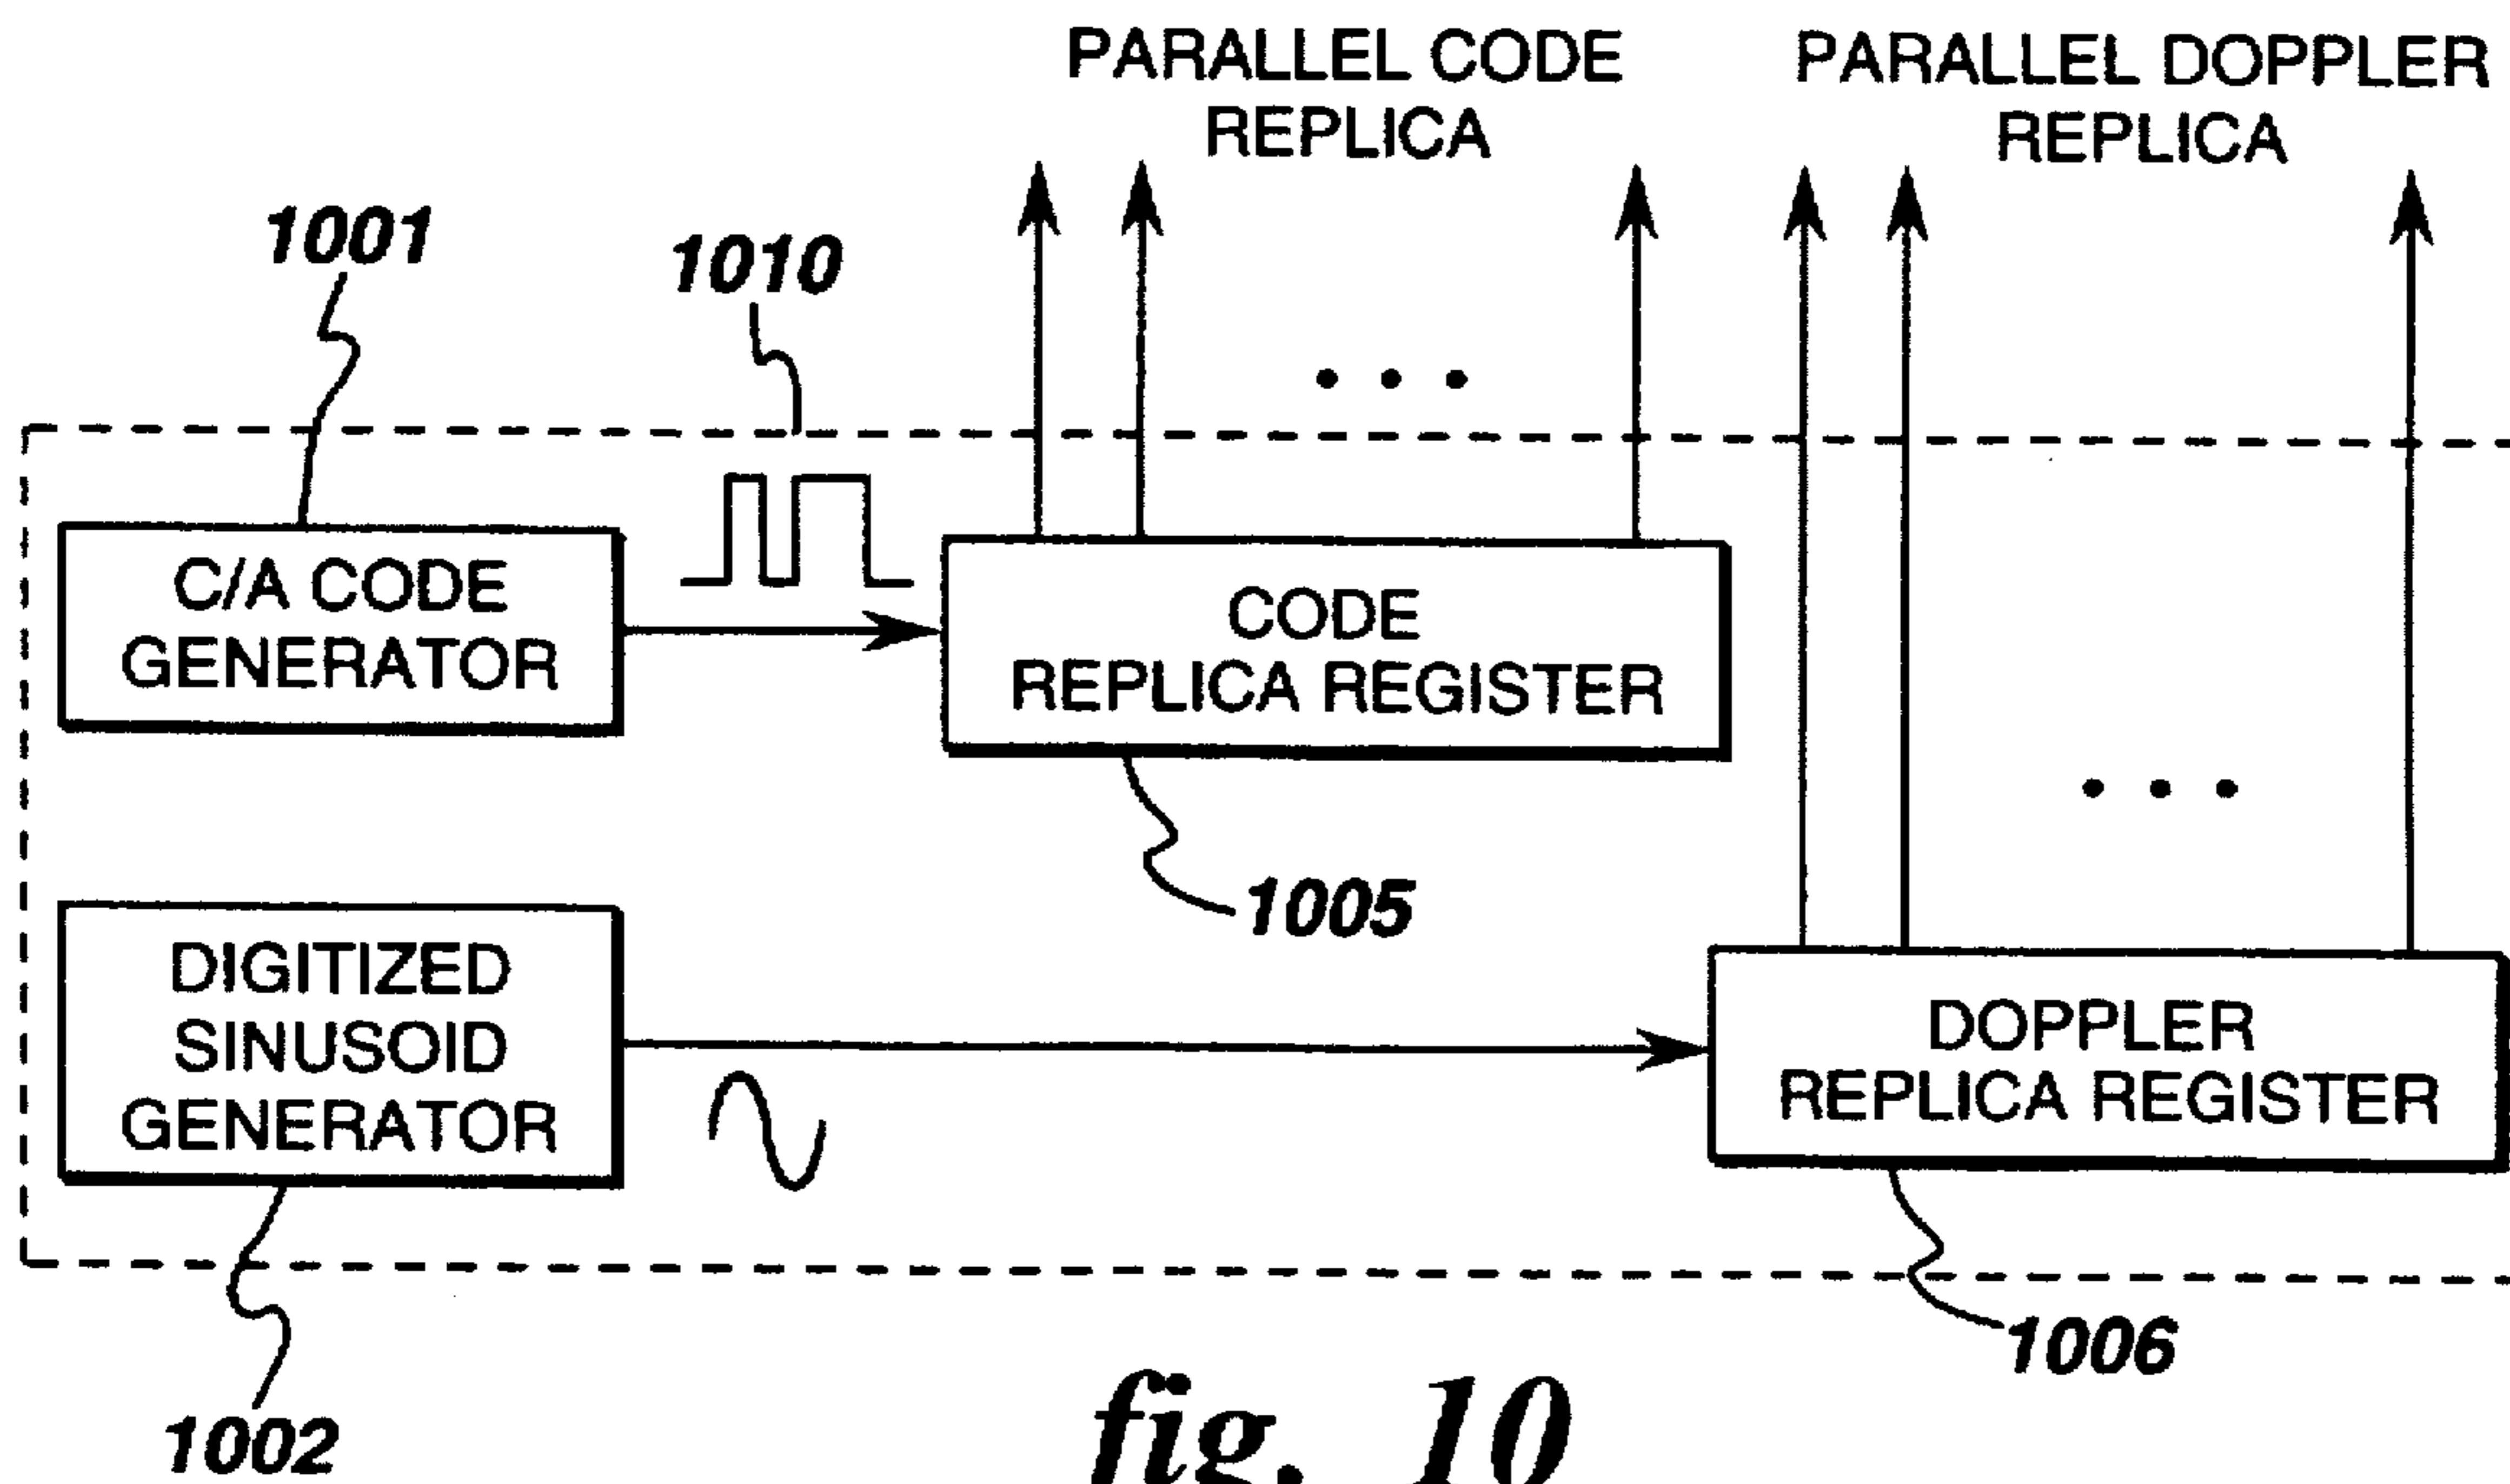 PARALLEL CODE
REPLICA
PARALLEL DOPPLER
REPLICA
1001
1010
C/A CODE
GENERATOR
CODE
REPLICA REGISTER
1005
DIGITIZED
SINUSOID
GENERATOR
DOPPLER
REPLICA REGISTER
1006
1002
fig. 10